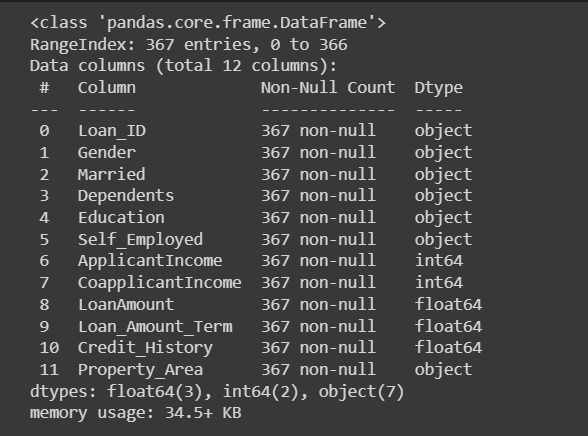 <class 'pandas.core.frame.DataFrame'>
RangeIndex: 367 entries, 0 to 366
Data columns (total 12 columns):
 #   Column             Non-Null Count  Dtype
---  ------             --------------  -----
 0   Loan_ID            367 non-null    object
 1   Gender             367 non-null    object
 2   Married            367 non-null    object
 3   Dependents         367 non-null    object
 4   Education          367 non-null    object
 5   Self_Employed      367 non-null    object
 6   ApplicantIncome    367 non-null    int64
 7   CoapplicantIncome  367 non-null    int64
 8   LoanAmount         367 non-null    float64
 9   Loan_Amount_Term   367 non-null    float64
 10  Credit_History     367 non-null    float64
 11  Property_Area      367 non-null    object
dtypes: float64(3), int64(2), object(7)
memory usage: 34.5+ KB